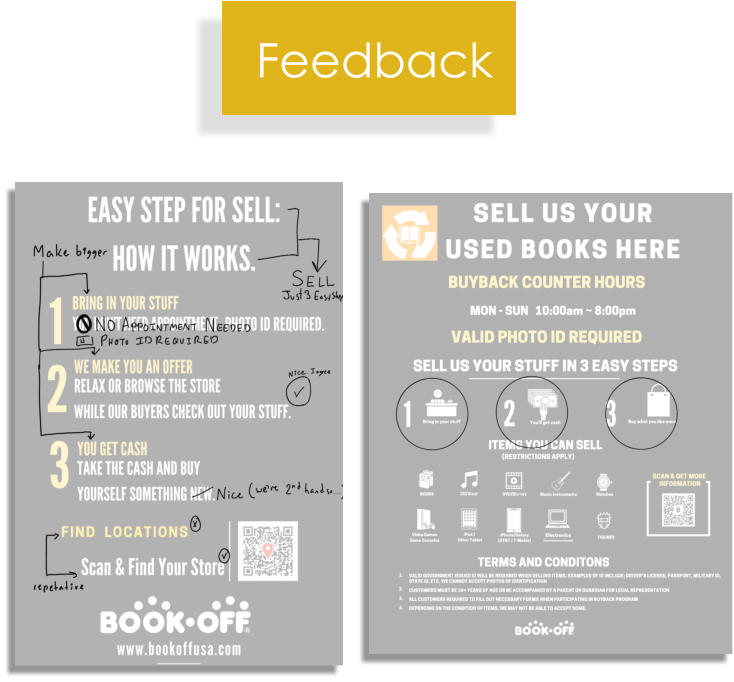 Feedback
EASY STEP FOR SELL:
Make bigger
HOW IT WORKS.
SELL
Just 3 Easy Step
1 BRING IN YOUR STUFF
YOU DON'T NEED APPOINTMENT. PHOTO ID REQUIRED.
NO APPOINTMENT NEEDED
PHOTO ID REQUIRED
2 WE MAKE YOU AN OFFER
RELAX OR BROWSE THE STORE
Nice I agree
WHILE OUR BUYERS CHECK OUT YOUR STUFF.
3 YOU GET CASH
TAKE THE CASH AND BUY
YOURSELF SOMETHING NEW.
Nice (we're 2nd hand so...)
FIND LOCATIONS
Scan & Find Your Store
repetative
BOOK•OFF®
www.bookoffusa.com
SELL US YOUR
USED BOOKS HERE
BUYBACK COUNTER HOURS
MON - SUN 10:00am ~ 8:00pm
VALID PHOTO ID REQUIRED
SELL US YOUR STUFF IN 3 EASY STEPS
1 Bring in your stuff
2 You'll get cash
3 Buy what you like more
ITEMS YOU CAN SELL
(RESTRICTIONS APPLY)
BOOKS
CD/Vinyl
DVD/Blu-ray
Music Instruments
Watches
SCAN & GET MORE
INFORMATION
Video Games
Game Consoles
iPad /
Other Tablet
iPhone/Galaxy
(AT&T / T-Mobile)
Electronics
FIGURES
TERMS AND CONDITONS
1. VALID GOVERNMENT ISSUED ID WILL BE REQUIRED WHEN SELLING ITEMS. EXAMPLES OF ID INCLUDE; DRIVER'S LICENSE, PASSPORT, MILITARY ID,
STATE ID, ETC. WE CANNOT ACCEPT PHOTOS OF IDENTIFICATION
2. CUSTOMERS MUST BE 18+ YEARS OF AGE OR BE ACCOMPANIED BY A PARENT OR GUARDIAN FOR LEGAL REPRESENTATION
3. ALL CUSTOMERS REQUIRED TO FILL OUT NECESSARY FORMS WHEN PARTICIPATING IN BUYBACK PROGRAM
4. DEPENDING ON THE CONDITION OF ITEMS, WE MAY NOT BE ABLE TO ACCEPT SOME.
BOOK•OFF